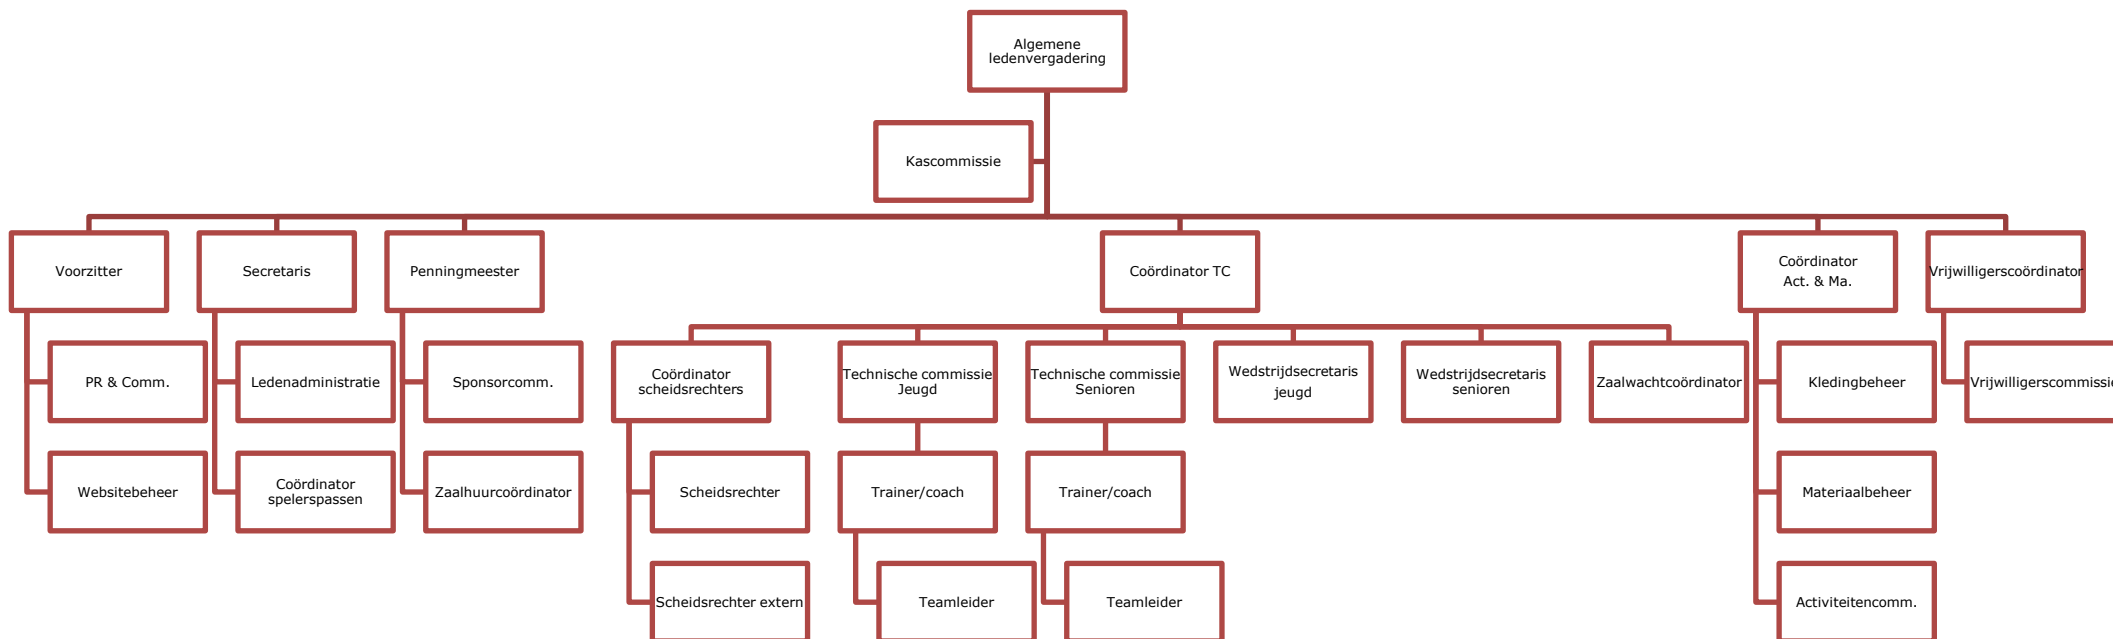 Algemene
ledenvergadering
Kascommissie
Voorzitter
Secretaris
Penningmeester
Coördinator TC
Coördinator
Act. & Ma.
Vrijwilligerscoördinator
PR & Comm.
Ledenadministratie
Sponsorcomm.
Coördinator
scheidsrechters
Technische commissie
Jeugd
Technische commissie
Senioren
Wedstrijdsecretaris
jeugd
Wedstrijdsecretaris
senioren
Zaalwachtcoördinator
Kledingbeheer
Vrijwilligerscommissie
Websitebeheer
Coördinator
spelerspassen
Zaalhuurcoördinator
Scheidsrechter
Trainer/coach
Trainer/coach
Materiaalbeheer
Scheidsrechter extern
Teamleider
Teamleider
Activiteitencomm.